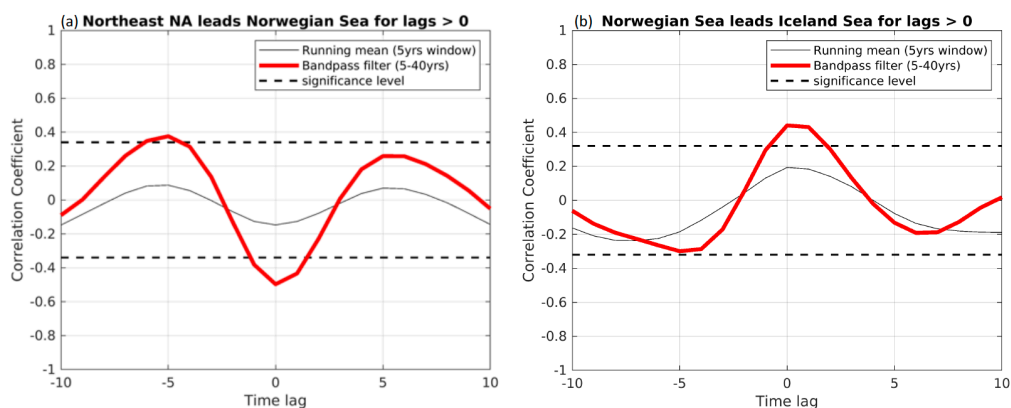 (a) Northeast NA leads Norwegian Sea for lags > 0
1
0.8
0.6
0.4
0.2
0
-0.2
-0.4
-0.6
-0.8
-1
Correlation Coefficient
Running mean (5yrs window)
Bandpass filter (5-40yrs)
significance level
-10 -5 0 5 10
Time lag
(b) Norwegian Sea leads Iceland Sea for lags > 0
1
0.8
0.6
0.4
0.2
0
-0.2
-0.4
-0.6
-0.8
-1
Correlation Coefficient
Running mean (5yrs window)
Bandpass filter (5-40yrs)
significance level
-10 -5 0 5 10
Time lag